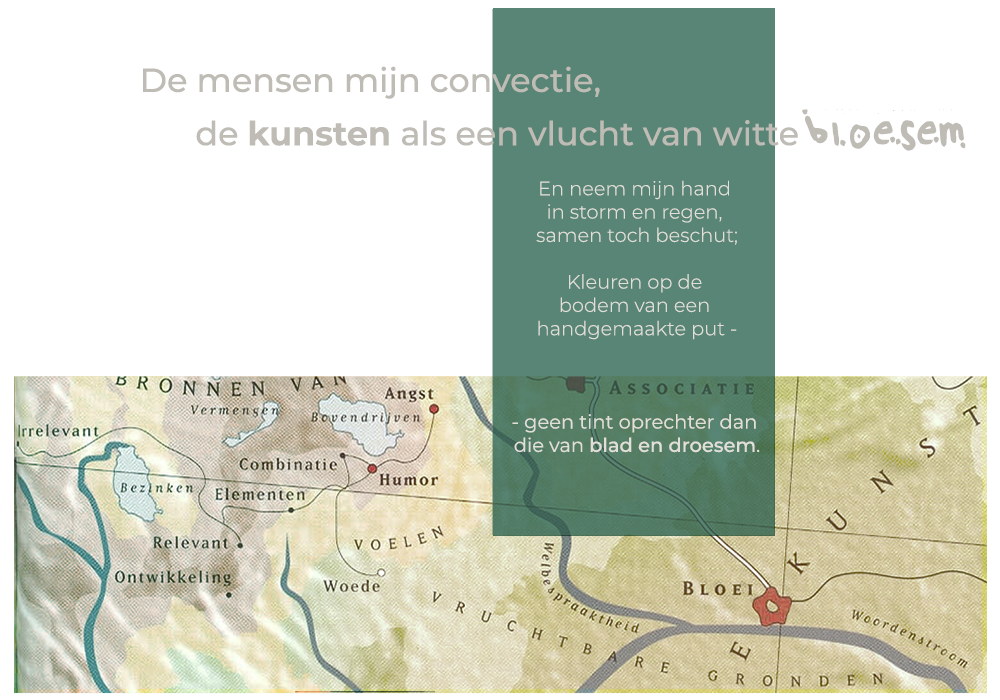 De mensen mijn convectie,
de kunsten als een vlucht van witte bloesem
En neem mijn hand
in storm en regen,
samen toch beschut;
Kleuren op de
bodem van een
handgemaakte put -
- geen tint oprechter dan
die van blad en droesem.
BRONNEN VAN
Vermensen
Bovendrijven
Angst
Irrelevant
Combinatie
Humor
Bezinken
Elementen
Relevant
VOELEN
Ontwikkeling
Woede
ASSOCIATIE
KUNST
Welbespraaktheid
BLOEI
Woordenstroom
VRUCHTBARE GRONDEN
E